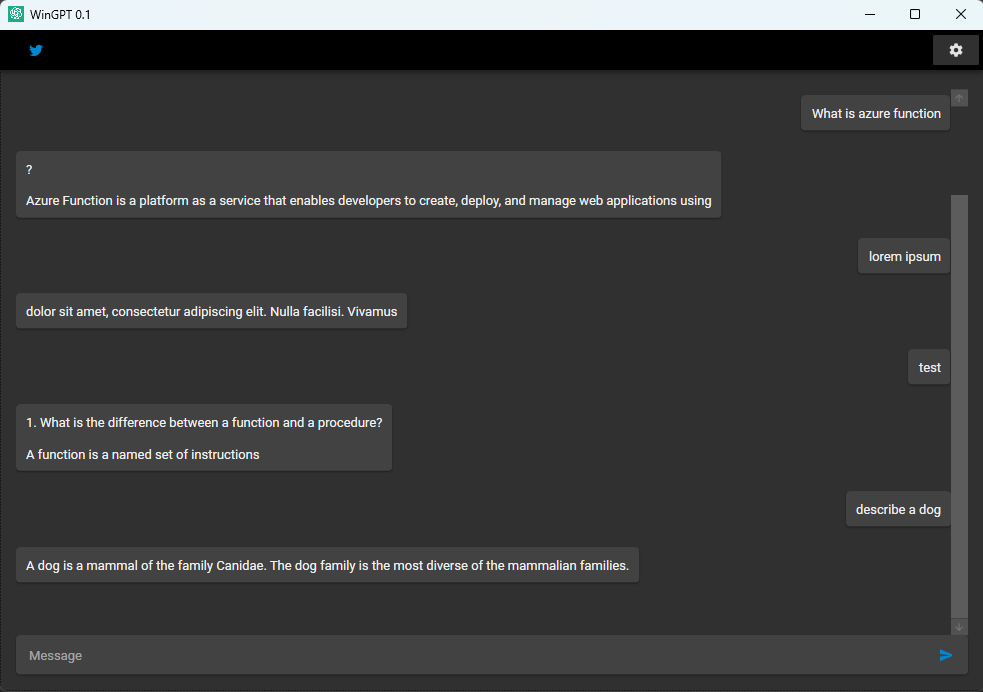 WinGPT 0.1
What is azure function
?
Azure Function is a platform as a service that enables developers to create, deploy, and manage web applications using
lorem ipsum
dolor sit amet, consectetur adipiscing elit. Nulla facilisi. Vivamus
test
1. What is the difference between a function and a procedure?
A function is a named set of instructions
describe a dog
A dog is a mammal of the family Canidae. The dog family is the most diverse of the mammalian families.
Message